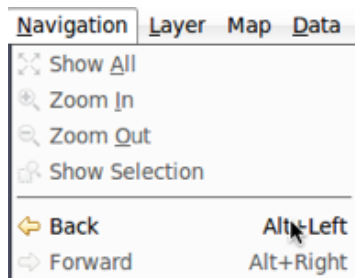 Navigation Layer Map Data
Show All
Zoom In
Zoom Out
Show Selection
Back Alt+Left
Forward Alt+Right